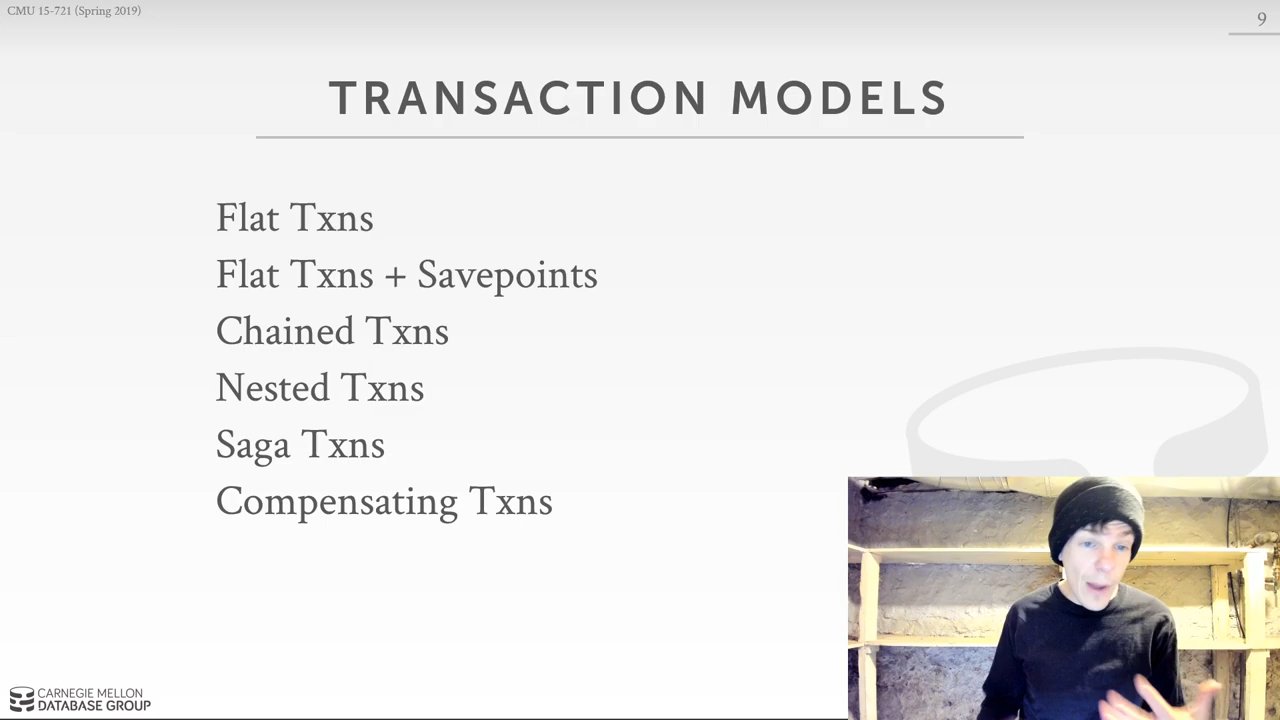 CMU 15-721 (Spring 2019)
9
TRANSACTION MODELS
Flat Txns
Flat Txns + Savepoints
Chained Txns
Nested Txns
Saga Txns
Compensating Txns
CARNEGIE MELLON
DATABASE GROUP